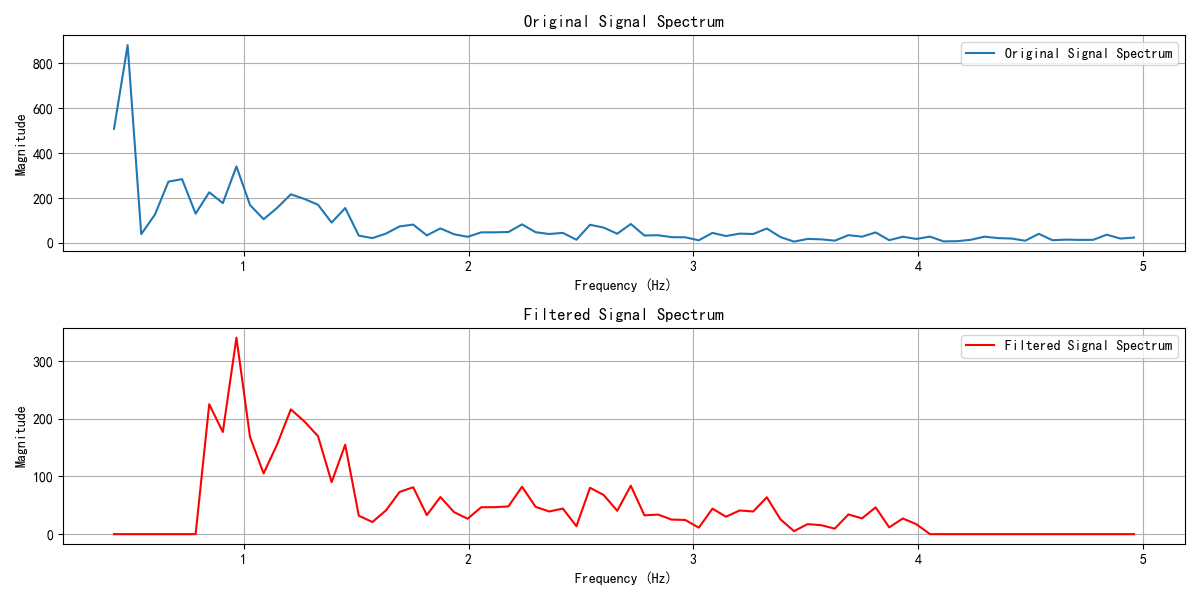 Original Signal Spectrum
Original Signal Spectrum
Magnitude
800
600
400
200
0
1 2 3 4 5
Frequency (Hz)
Filtered Signal Spectrum
Filtered Signal Spectrum
Magnitude
300
200
100
0
1 2 3 4 5
Frequency (Hz)